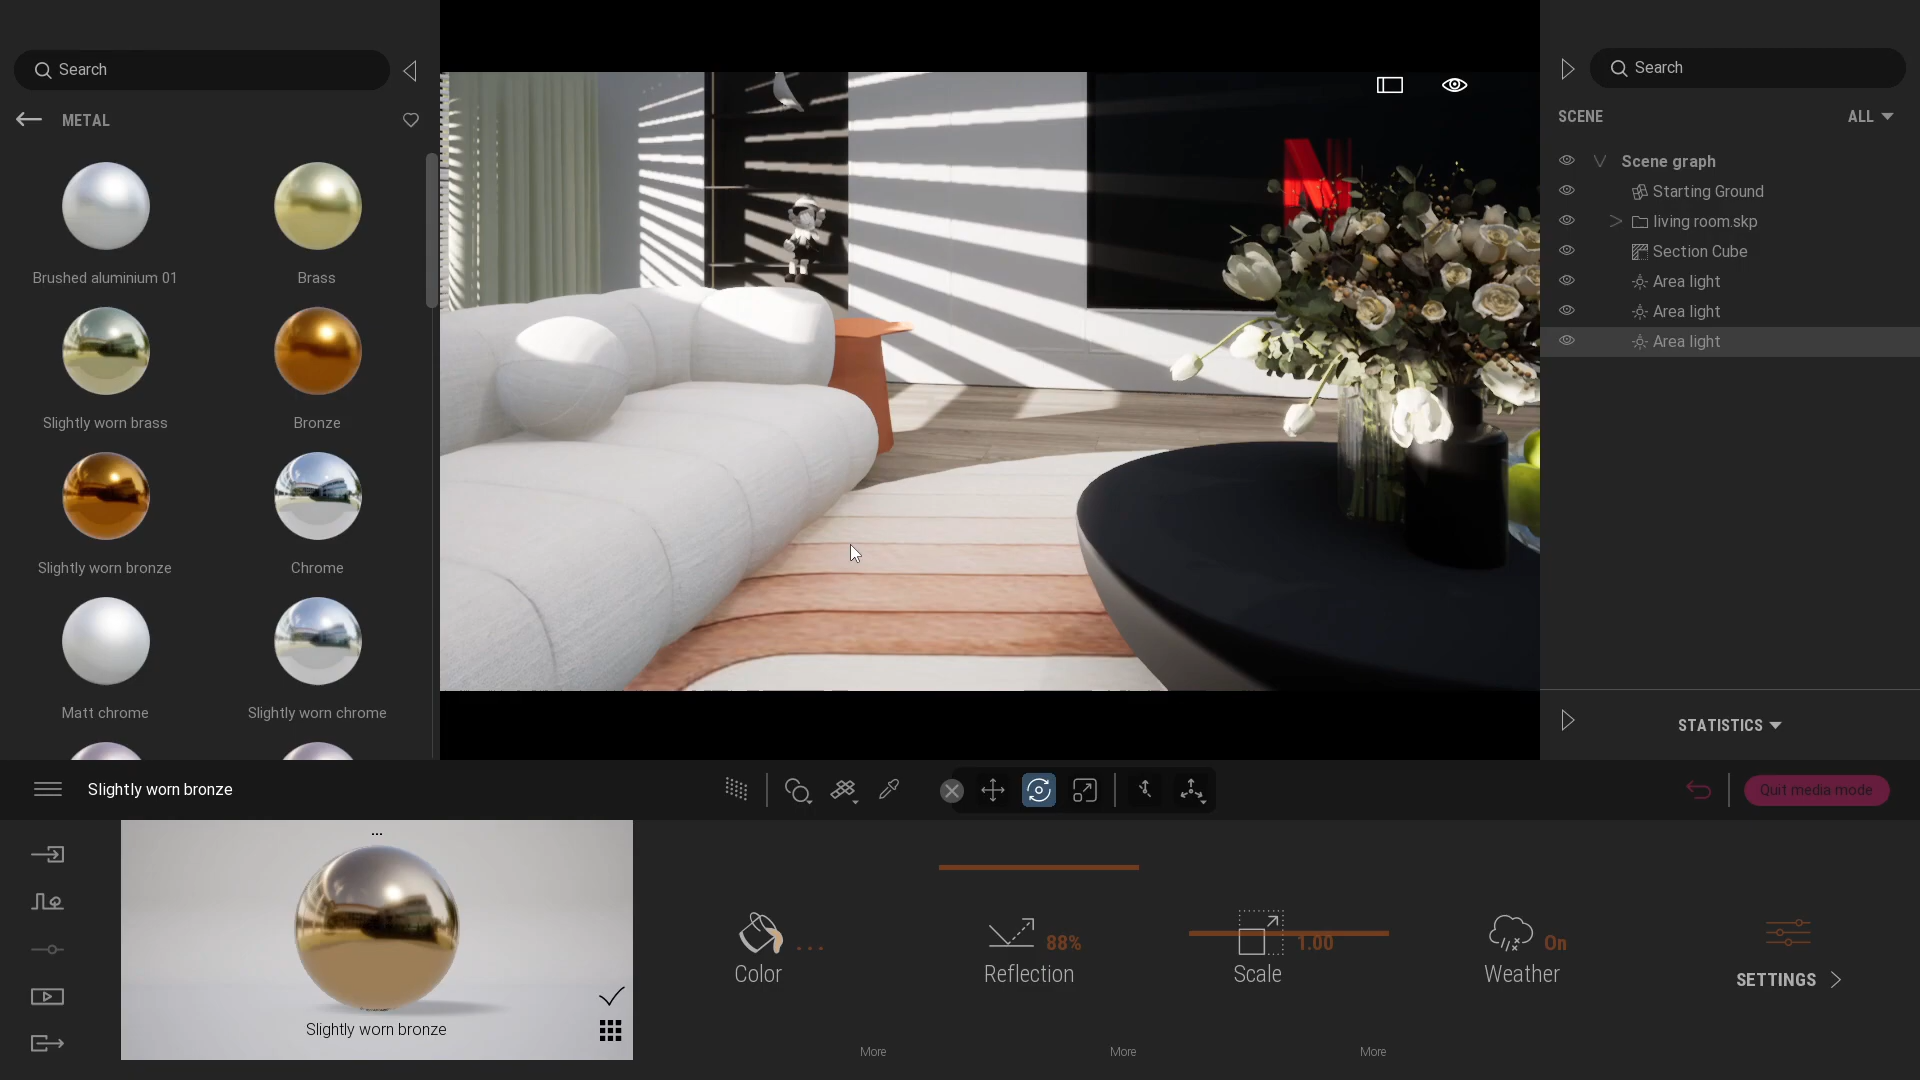 Search
METAL
Brushed aluminium 01
Brass
Slightly worn brass
Bronze
Slightly worn bronze
Chrome
Matt chrome
Slightly worn chrome
N
Search
SCENE
ALL
Scene graph
Starting Ground
living room.skp
Section Cube
Area light
Area light
Area light
STATISTICS
Slightly worn bronze
Quit media mode
...
Slightly worn bronze
Color
...
More
Reflection
88%
More
Scale
1.00
More
Weather
On
SETTINGS